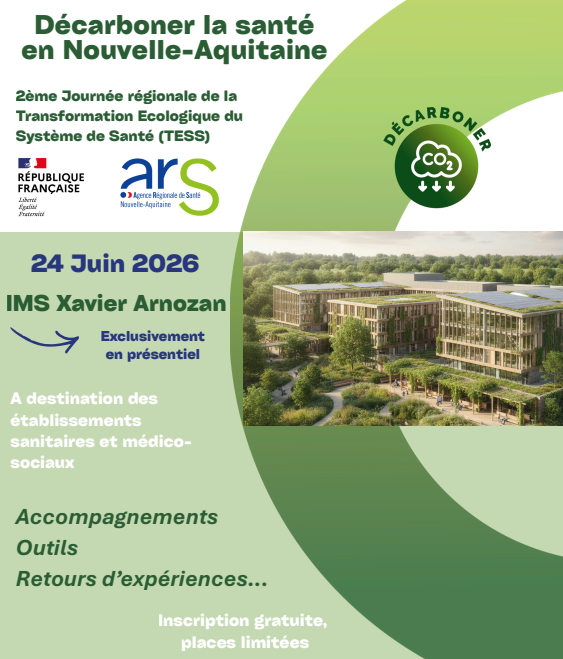 Décarboner la santé
en Nouvelle-Aquitaine
2ème Journée régionale de la
Transformation Ecologique du
Système de Santé (TESS)
RÉPUBLIQUE
FRANÇAISE
Liberté
Égalité
Fraternité
ars
Agence Régionale de Santé
Nouvelle-Aquitaine
DÉCARBONER
CO2
24 Juin 2026
IMS Xavier Arnozan
Exclusivement
en présentiel
A destination des
établissements
sanitaires et médico-
sociaux
Accompagnements
Outils
Retours d'expériences...
Inscription gratuite,
places limitées